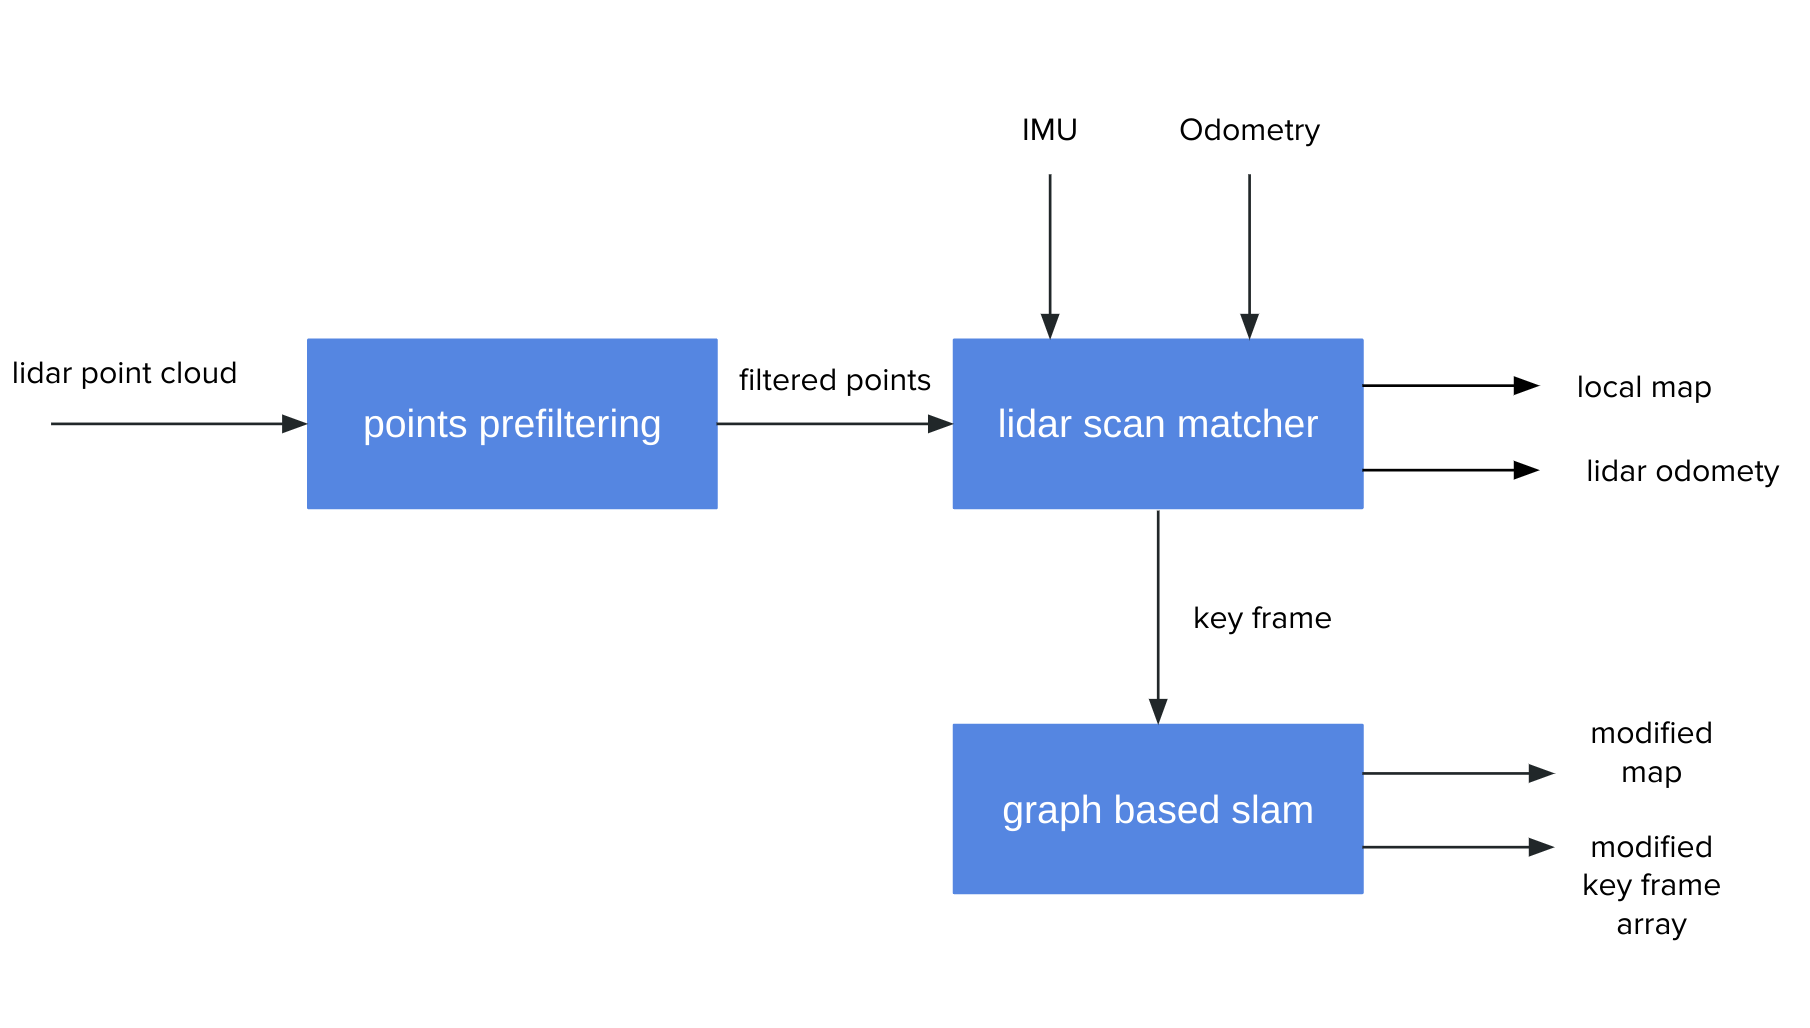 IMU
Odometry
lidar point cloud
points prefiltering
filtered points
lidar scan matcher
local map
lidar odomety
key frame
graph based slam
modified
map
modified
key frame
array